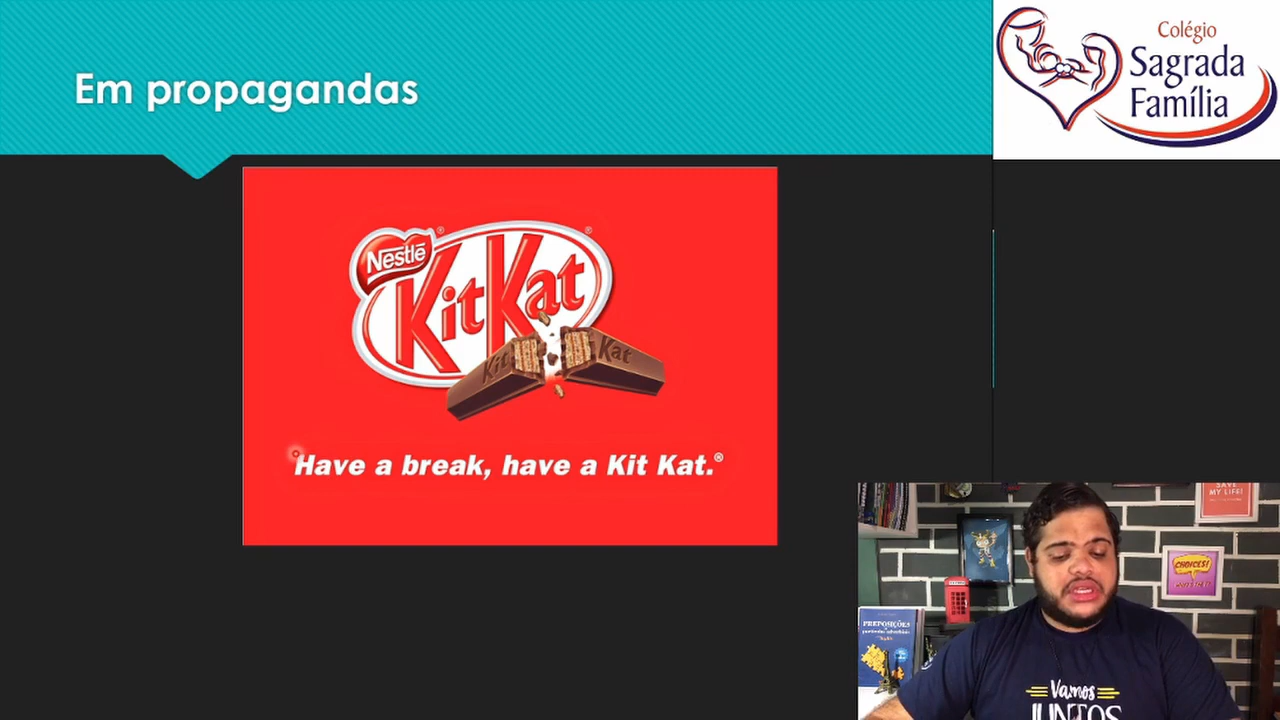 Em propagandas
Colégio
Sagrada
Família
Nestlé
KitKat
Kit Kat
Have a break, have a Kit Kat.®
SAVE
MY LIFE!
CHOICES!
PREPOSIÇÕES
Vamos
JUNTOS